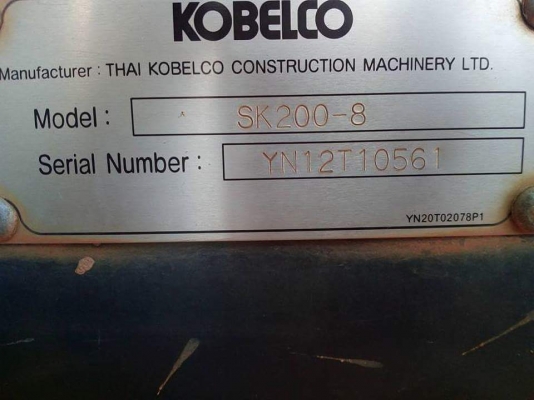 KOBELCO
Manufacturer : THAI KOBELCO CONSTRUCTION MACHINERY LTD.
Model : SK200-8
Serial Number : YN12T10561
YN20T02078P1